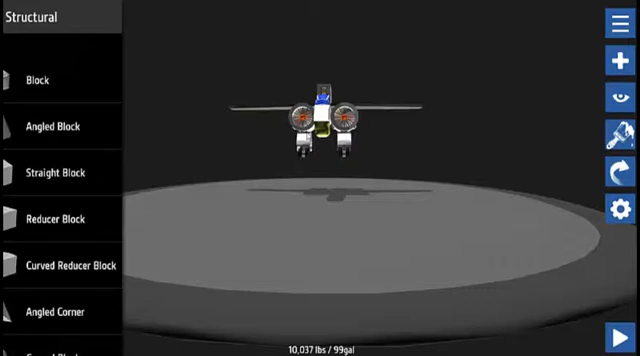 Structural
Block
Angled Block
Straight Block
Reducer Block
Curved Reducer Block
Angled Corner
10,037 lbs / 99gal